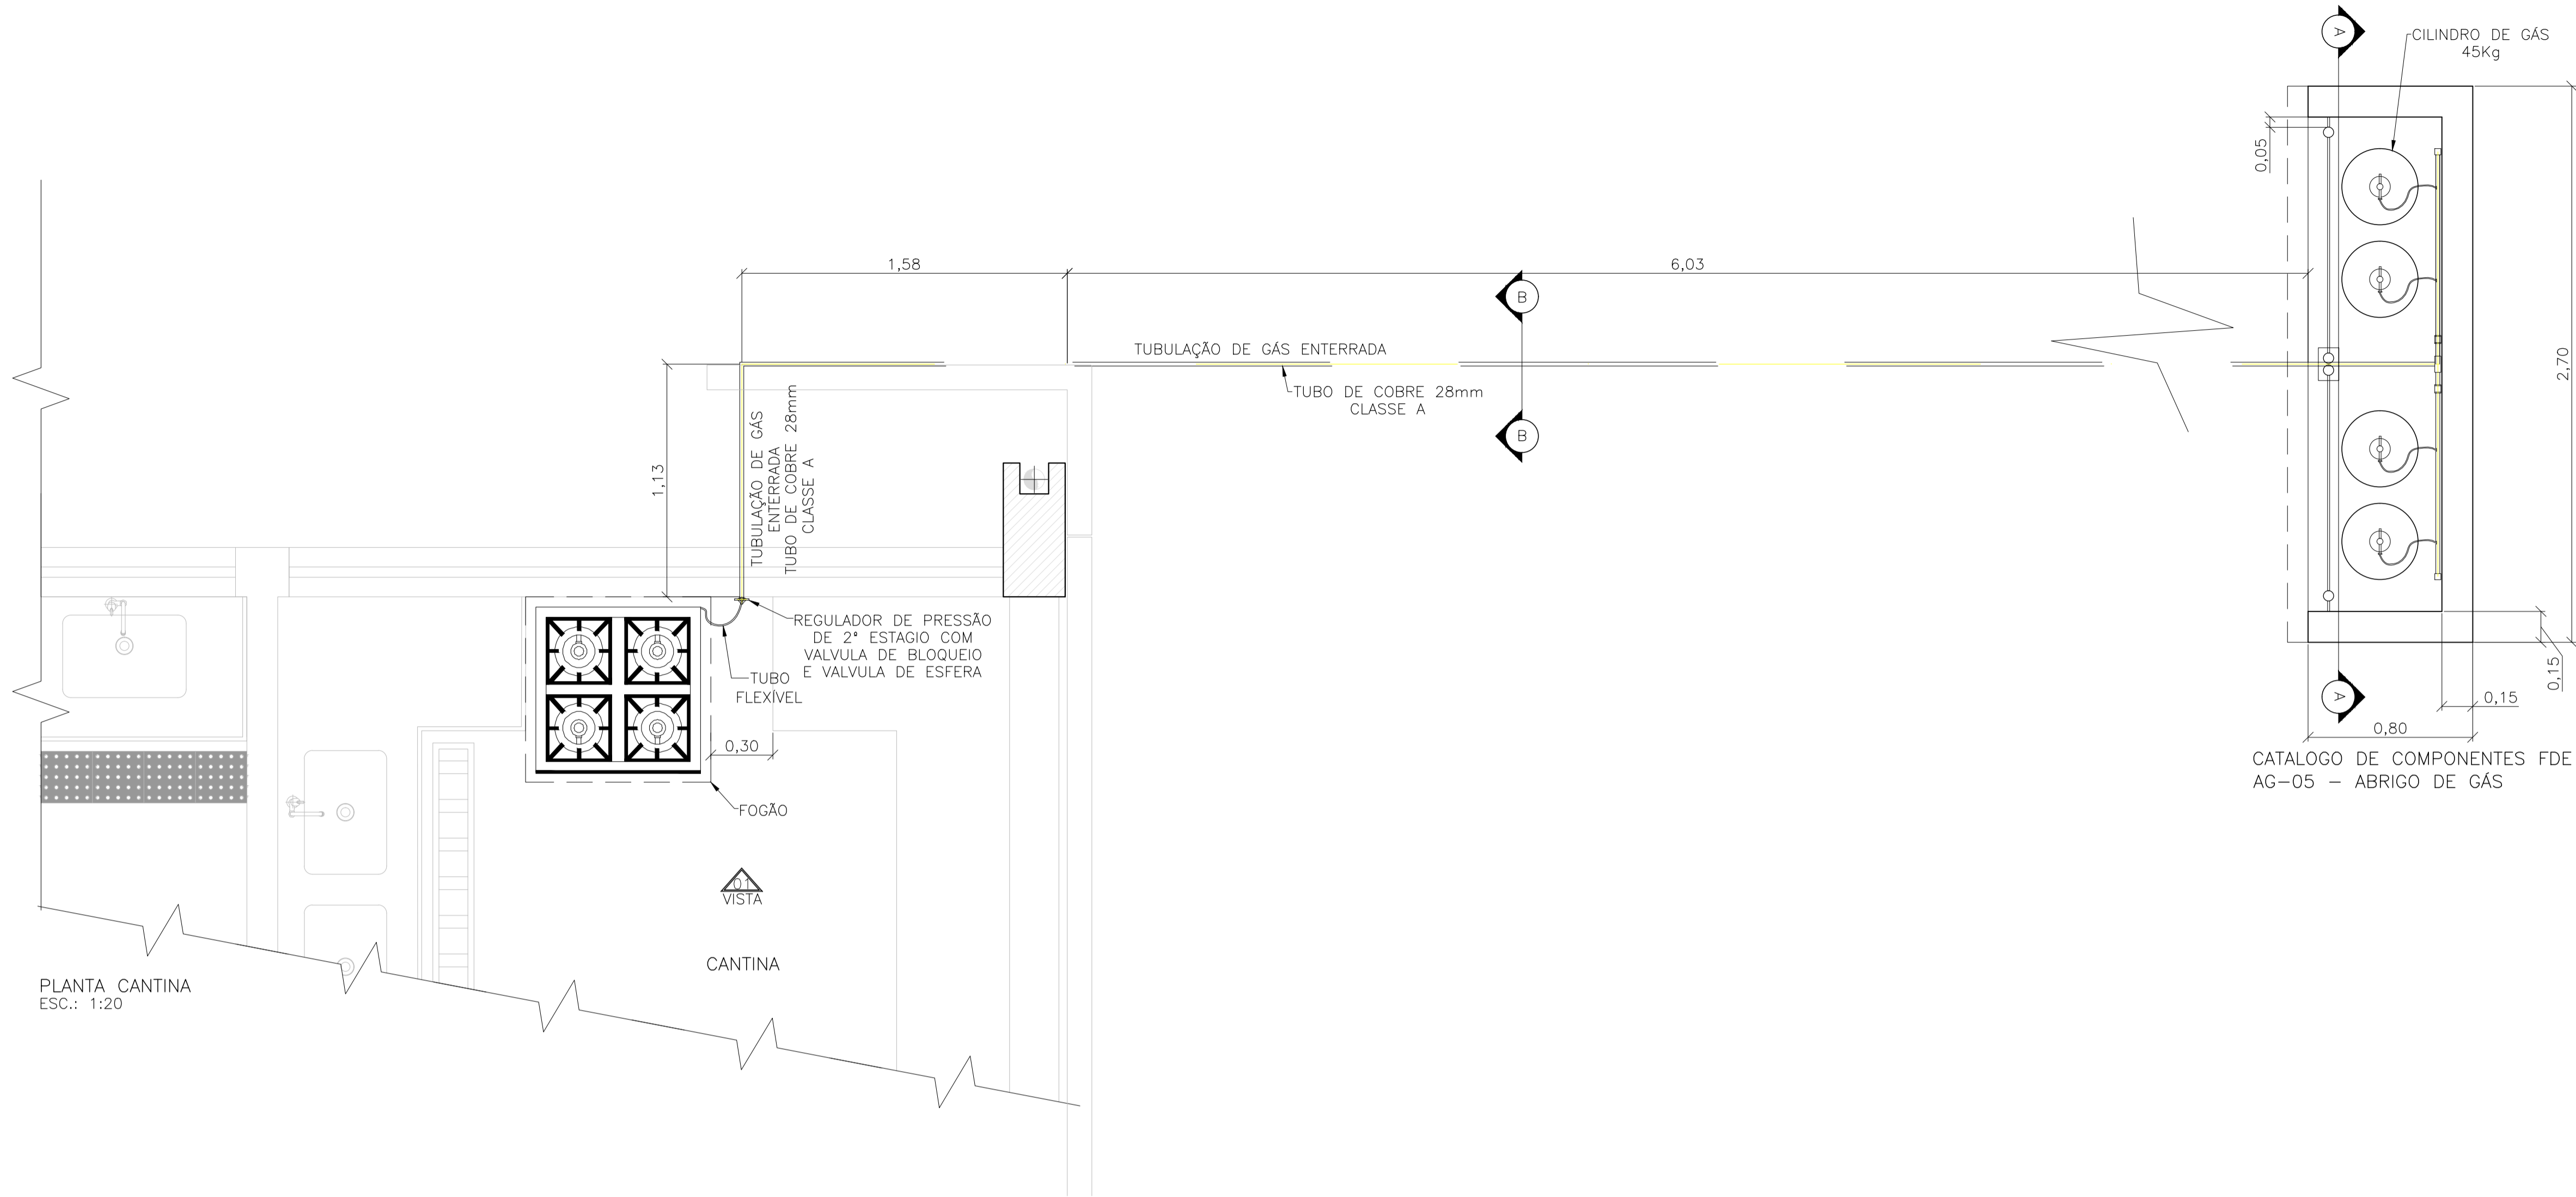 A
CILINDRO DE GÁS
45Kg
0,05
2,70
1,58
6,03
B
TUBULAÇÃO DE GÁS ENTERRADA
TUBO DE COBRE 28mm
CLASSE A
B
1,13
TUBULAÇÃO DE GÁS
ENTERRADA
TUBO DE COBRE 28mm
CLASSE A
REGULADOR DE PRESSÃO
DE 2ª ESTAGIO COM
VALVULA DE BLOQUEIO
E VALVULA DE ESFERA
TUBO
FLEXÍVEL
0,30
FOGÃO
01
VISTA
CANTINA
PLANTA CANTINA
ESC.: 1:20
A
0,15
0,15
0,80
CATALOGO DE COMPONENTES FDE
AG-05 - ABRIGO DE GÁS